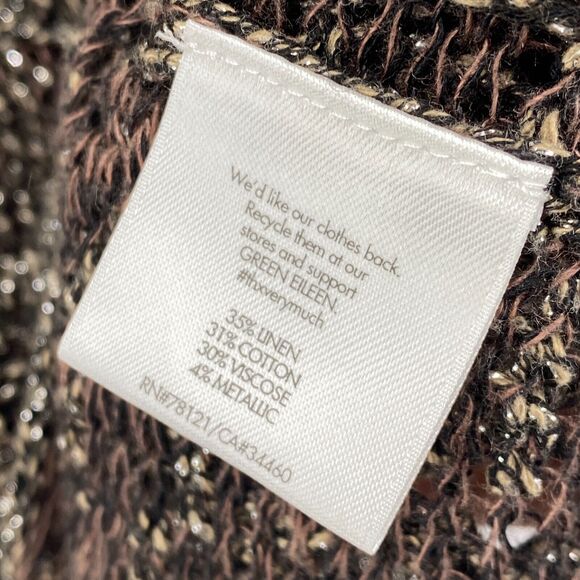 We'd like our clothes back.
Recycle them at our
stores and support
GREEN EILEEN.
#thxverymuch
35% LINEN
31% COTTON
30% VISCOSE
4% METALLIC
RN#78121/CA#34460